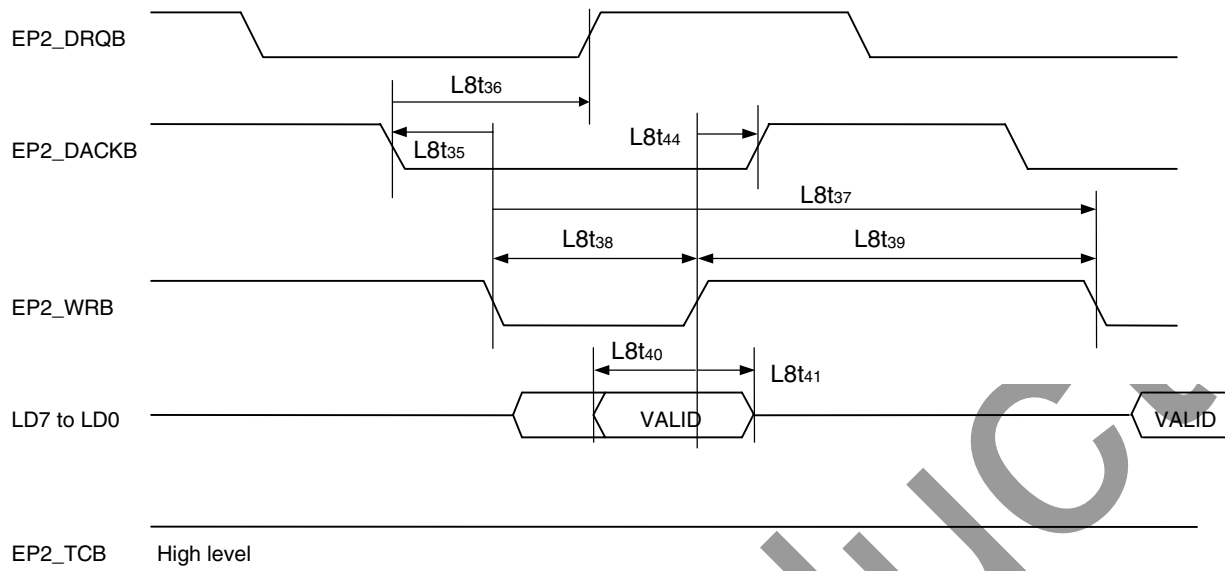 EP2_DRQB
L8t36
EP2_DACKB
L8t35
L8t44
L8t37
L8t38
L8t39
EP2_WRB
L8t40
L8t41
LD7 to LD0
VALID
VALID
EP2_TCB
High level